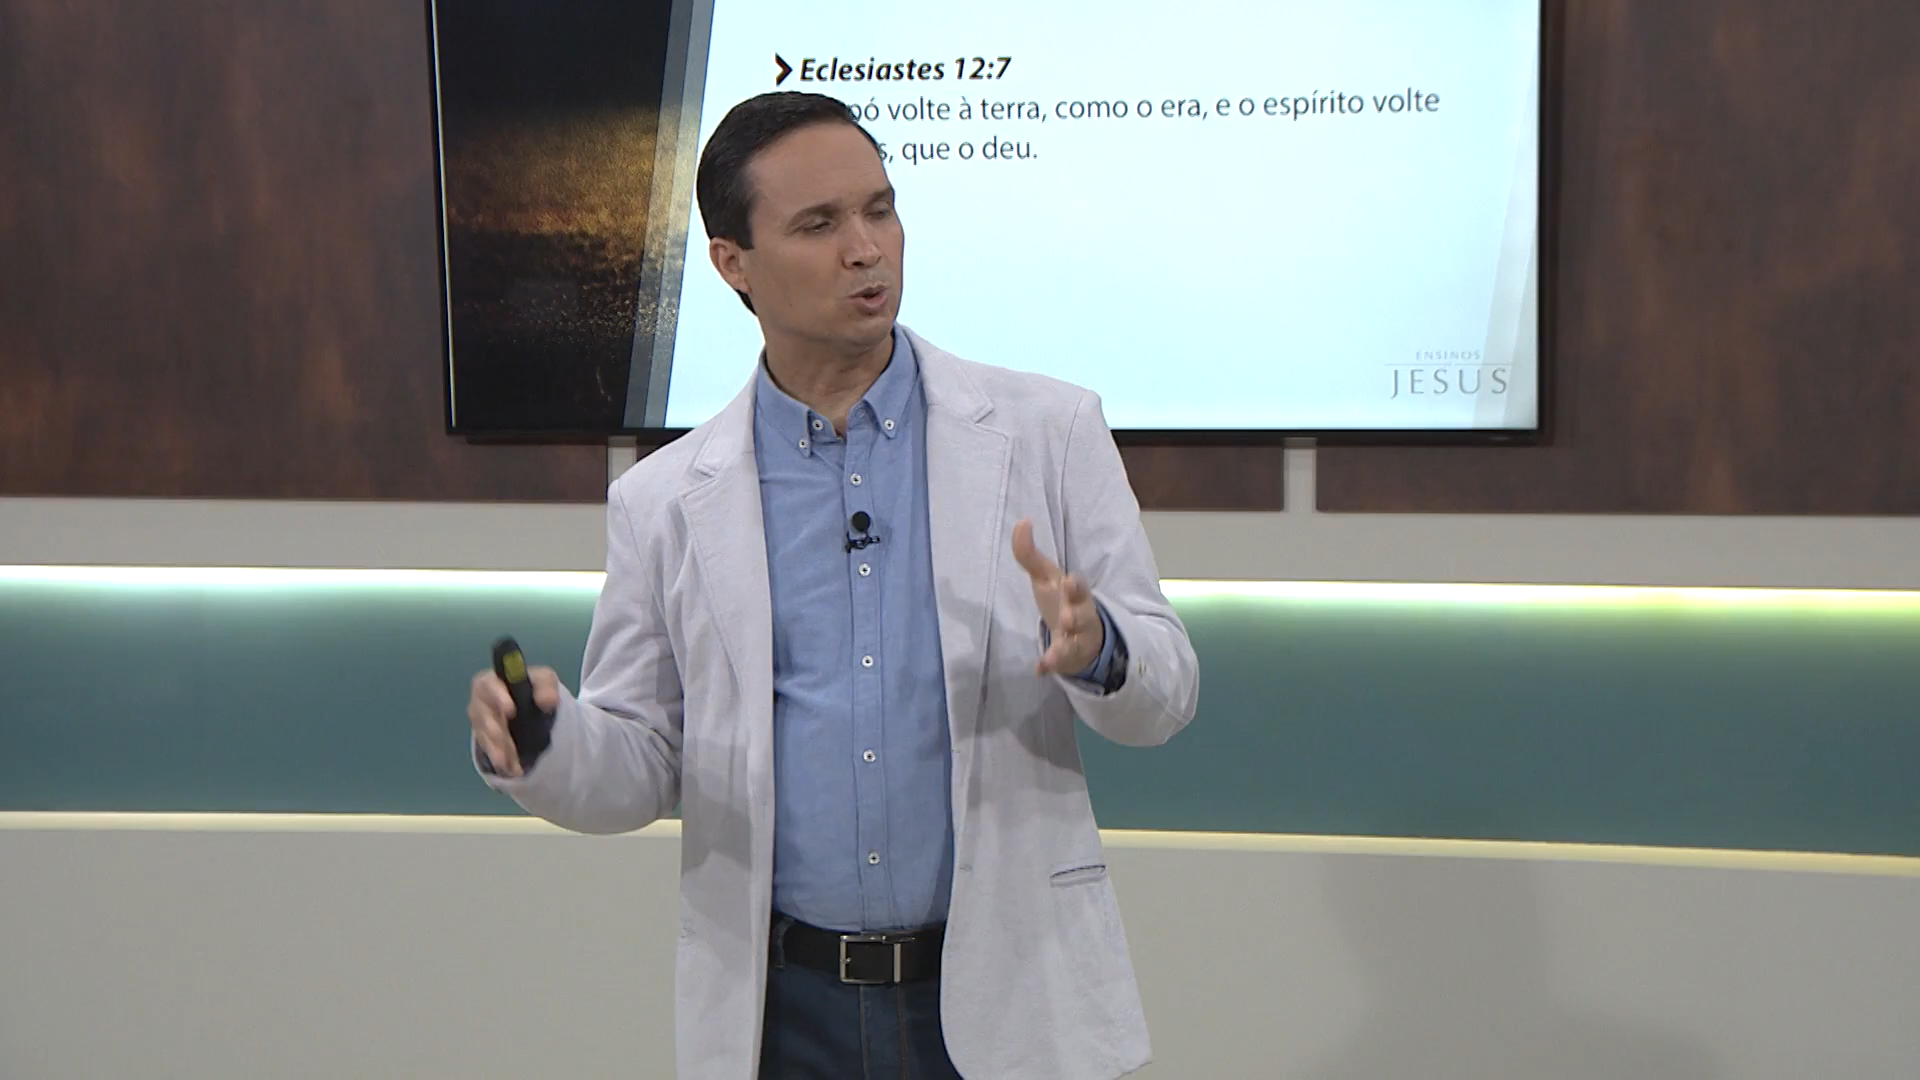 Eclesiastes 12:7
pó volte à terra, como o era, e o espírito volte
s, que o deu.
ENSINOS
JESUS